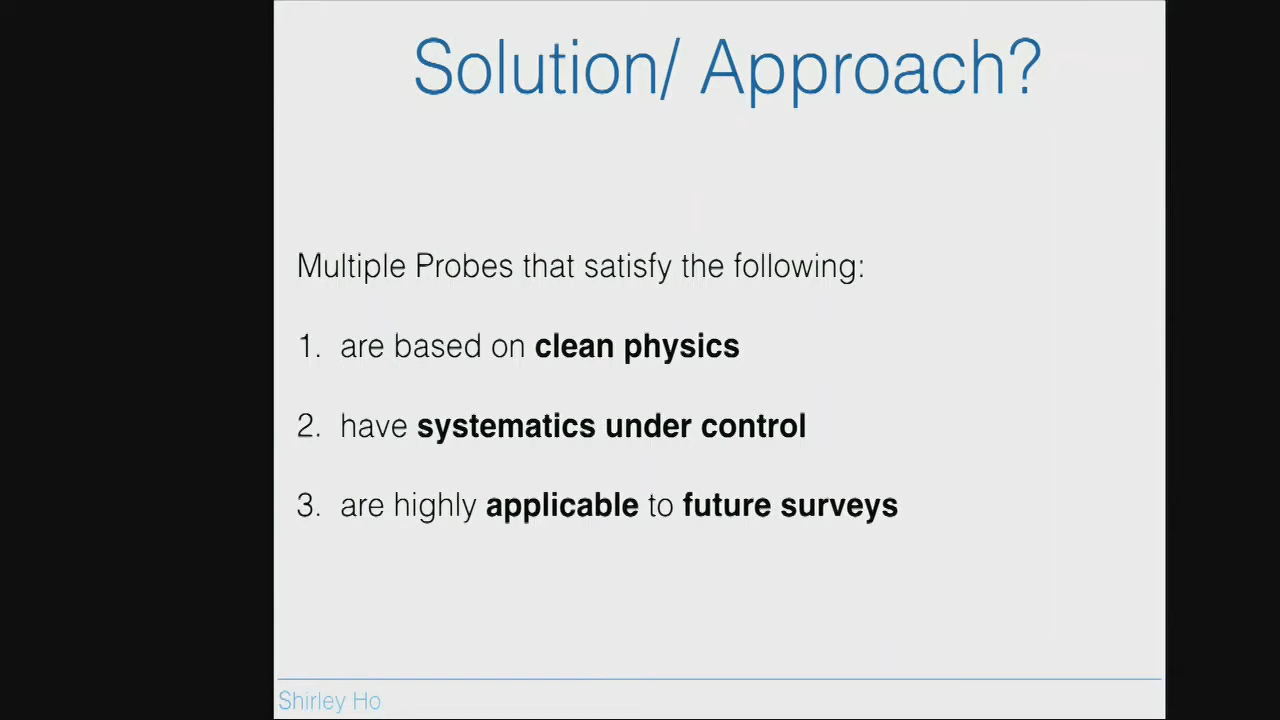 Solution/ Approach?
Multiple Probes that satisfy the following:
1. are based on clean physics
2. have systematics under control
3. are highly applicable to future surveys
Shirley Ho